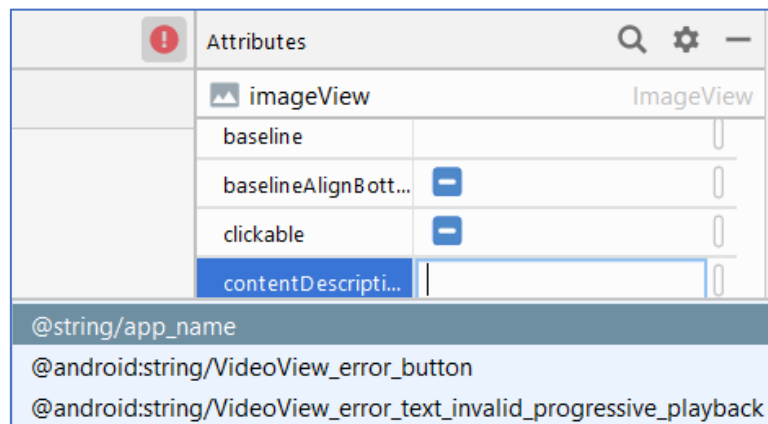 Attributes
imageView ImageView
baseline
baselineAlignBott...
clickable
contentDescripti...
@string/app_name
@android:string/VideoView_error_button
@android:string/VideoView_error_text_invalid_progressive_playback